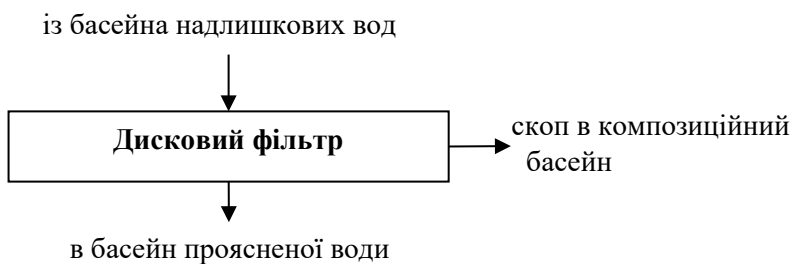 із басейна надлишкових вод
Дисковий фільтр
скоп в композиційний
басейн
в басейн проясненої води